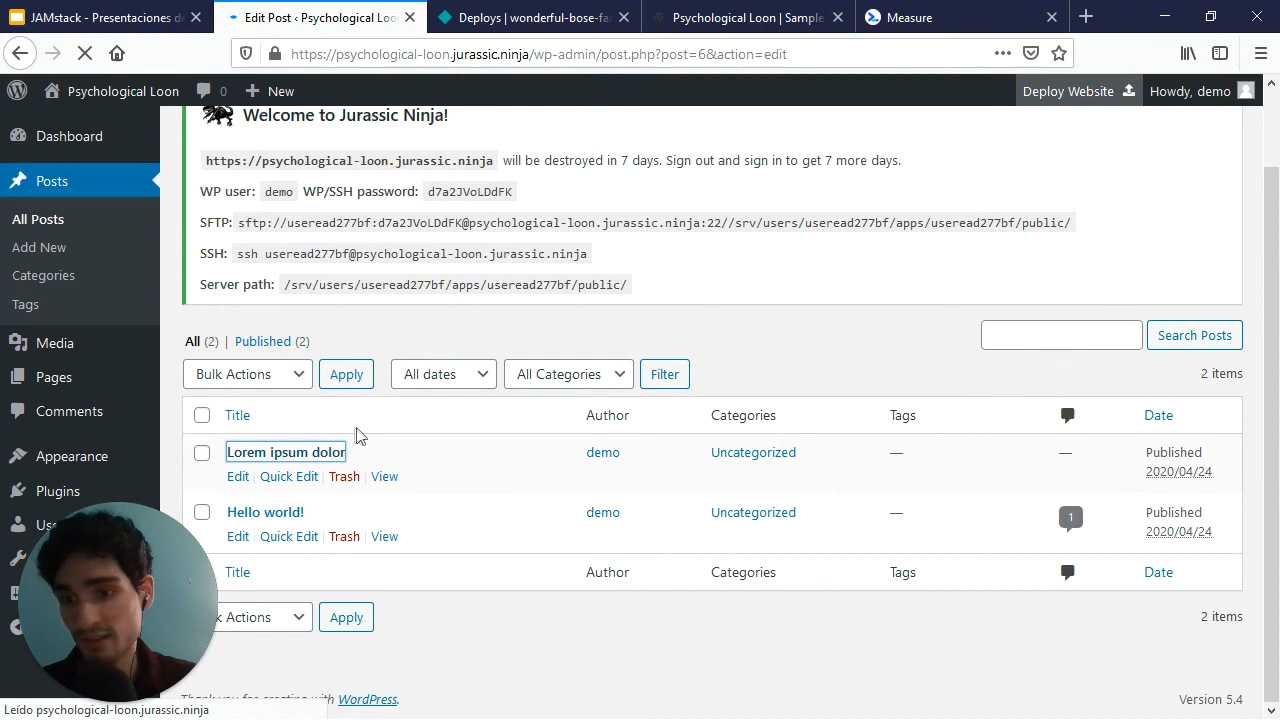 JAMstack - Presentaciones de
Edit Post ‹ Psychological Loon
Deploys | wonderful-bose-fa
Psychological Loon | Sample
Measure
https://psychological-loon.jurassic.ninja/wp-admin/post.php?post=6&action=edit
Psychological Loon
0
New
Deploy Website
Howdy, demo
Dashboard
Posts
All Posts
Add New
Categories
Tags
Media
Pages
Comments
Appearance
Plugins
Welcome to Jurassic Ninja!
https://psychological-loon.jurassic.ninja will be destroyed in 7 days. Sign out and sign in to get 7 more days.
WP user: demo WP/SSH password: d7a2JVoLDdFK
SFTP: sftp://useread277bf:d7a2JVoLDdFK@psychological-loon.jurassic.ninja:22//srv/users/useread277bf/apps/useread277bf/public/
SSH: ssh useread277bf@psychological-loon.jurassic.ninja
Server path: /srv/users/useread277bf/apps/useread277bf/public/
All (2) | Published (2)
Search Posts
Bulk Actions
Apply
All dates
All Categories
Filter
2 items
Title
Author
Categories
Tags
Date
Lorem ipsum dolor
demo
Uncategorized
—
—
Published
2020/04/24
Edit | Quick Edit | Trash | View
Hello world!
demo
Uncategorized
—
1
Published
2020/04/24
Edit | Quick Edit | Trash | View
Title
Author
Categories
Tags
Date
Actions
Apply
2 items
Thank you for creating with WordPress.
Version 5.4
Leído psychological-loon.jurassic.ninja